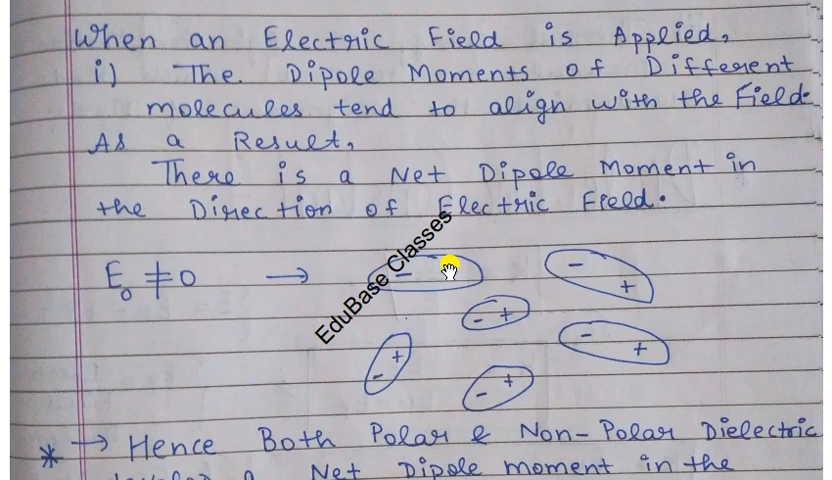 When an Electric Field is Applied,
i) The Dipole Moments of Different
molecules tend to align with the Field.
As a Result,
There is a Net Dipole Moment in
the Direction of Electric Field.
E₀ ≠ 0 → - - +
- +
- + - +
- +
EduBase Classes
* → Hence Both Polar & Non-Polar Dielectric
a Net Dipole moment in the